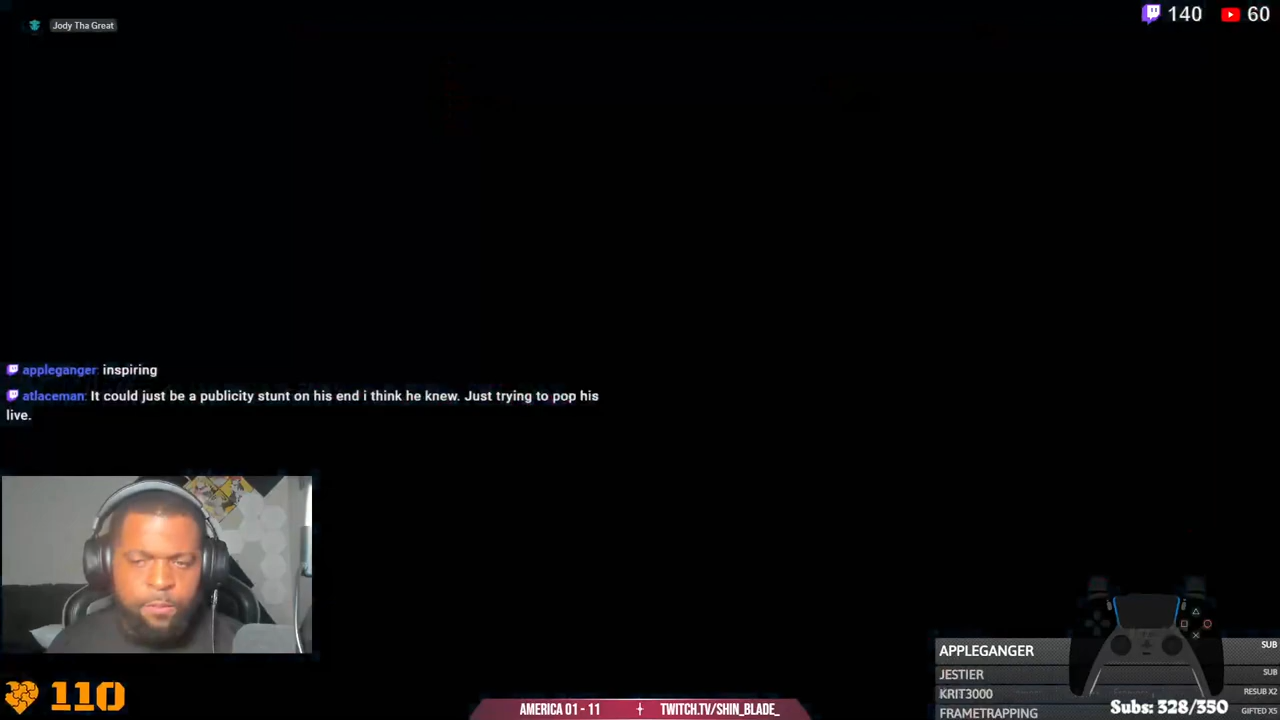 Jody Tha Great
140
60
appleganger: inspiring
atlaceman: It could just be a publicity stunt on his end i think he knew. Just trying to pop his
live.
APPLEGANGER SUB
JESTIER SUB
KRIT3000 RESUB X2
FRAMETRAPPING GIFTED X5
Subs: 328/350
110
AMERICA 01 - 11
TWITCH.TV/SHIN_BLADE_